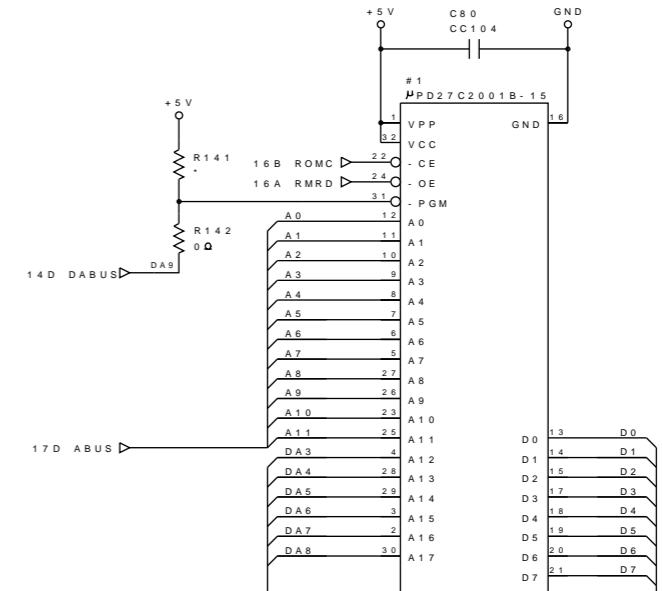 +5V
C80
GND
CC104
#1
µPD27C2001B-15
+5V
1 VPP GND 16
32 VCC
R141
*
16B ROMC 22 -CE
16A RMRD 24 -OE
31 -PGM
A0 12 A0
R142
0Ω
A1 11 A1
A2 10 A2
DA9
14D DABUS
A3 9 A3
A4 8 A4
A5 7 A5
A6 6 A6
A7 5 A7
A8 27 A8
A9 26 A9
A10 23 A10
A11 25 A11 D0 13 D0
17D ABUS
DA3 4 A12 D1 14 D1
DA4 28 A13 D2 15 D2
DA5 29 A14 D3 17 D3
DA6 3 A15 D4 18 D4
DA7 2 A16 D5 19 D5
DA8 30 A17 D6 20 D6
D7 21 D7